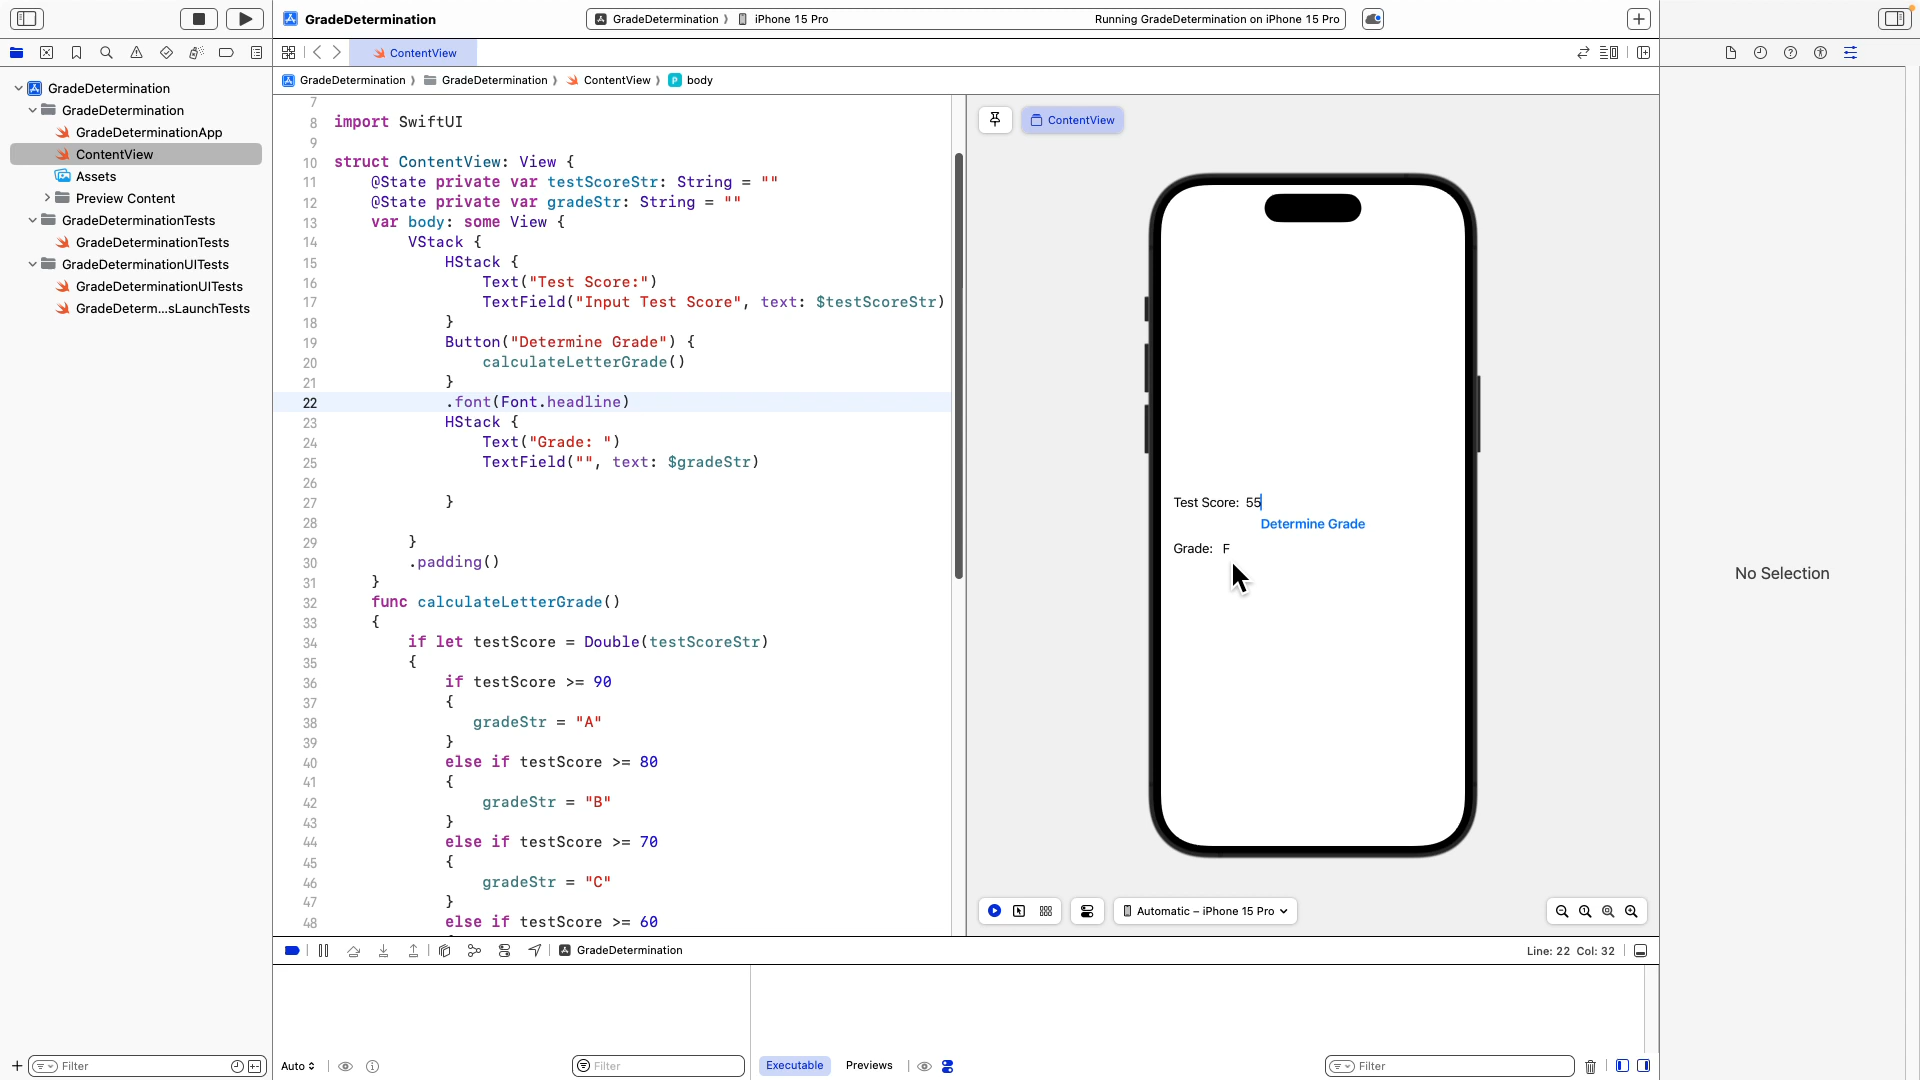 GradeDetermination
GradeDetermination 〉 iPhone 15 Pro
Running GradeDetermination on iPhone 15 Pro
ContentView
GradeDetermination 〉 GradeDetermination 〉 ContentView 〉 P body
GradeDetermination
GradeDetermination
GradeDeterminationApp
ContentView
Assets
Preview Content
GradeDeterminationTests
GradeDeterminationTests
GradeDeterminationUITests
GradeDeterminationUITests
GradeDeterm...sLaunchTests
7
8 import SwiftUI
9
10 struct ContentView: View {
11 @State private var testScoreStr: String = ""
12 @State private var gradeStr: String = ""
13 var body: some View {
14 VStack {
15 HStack {
16 Text("Test Score:")
17 TextField("Input Test Score", text: $testScoreStr)
18 }
19 Button("Determine Grade") {
20 calculateLetterGrade()
21 }
22 .font(Font.headline)
23 HStack {
24 Text("Grade: ")
25 TextField("", text: $gradeStr)
26
27 }
28
29 }
30 .padding()
31 }
32 func calculateLetterGrade()
33 {
34 if let testScore = Double(testScoreStr)
35 {
36 if testScore >= 90
37 {
38 gradeStr = "A"
39 }
40 else if testScore >= 80
41 {
42 gradeStr = "B"
43 }
44 else if testScore >= 70
45 {
46 gradeStr = "C"
47 }
48 else if testScore >= 60
ContentView
Test Score: 55
Determine Grade
Grade: F
Automatic – iPhone 15 Pro
No Selection
GradeDetermination
Line: 22 Col: 32
Filter
Auto
Filter
Executable
Previews
Filter